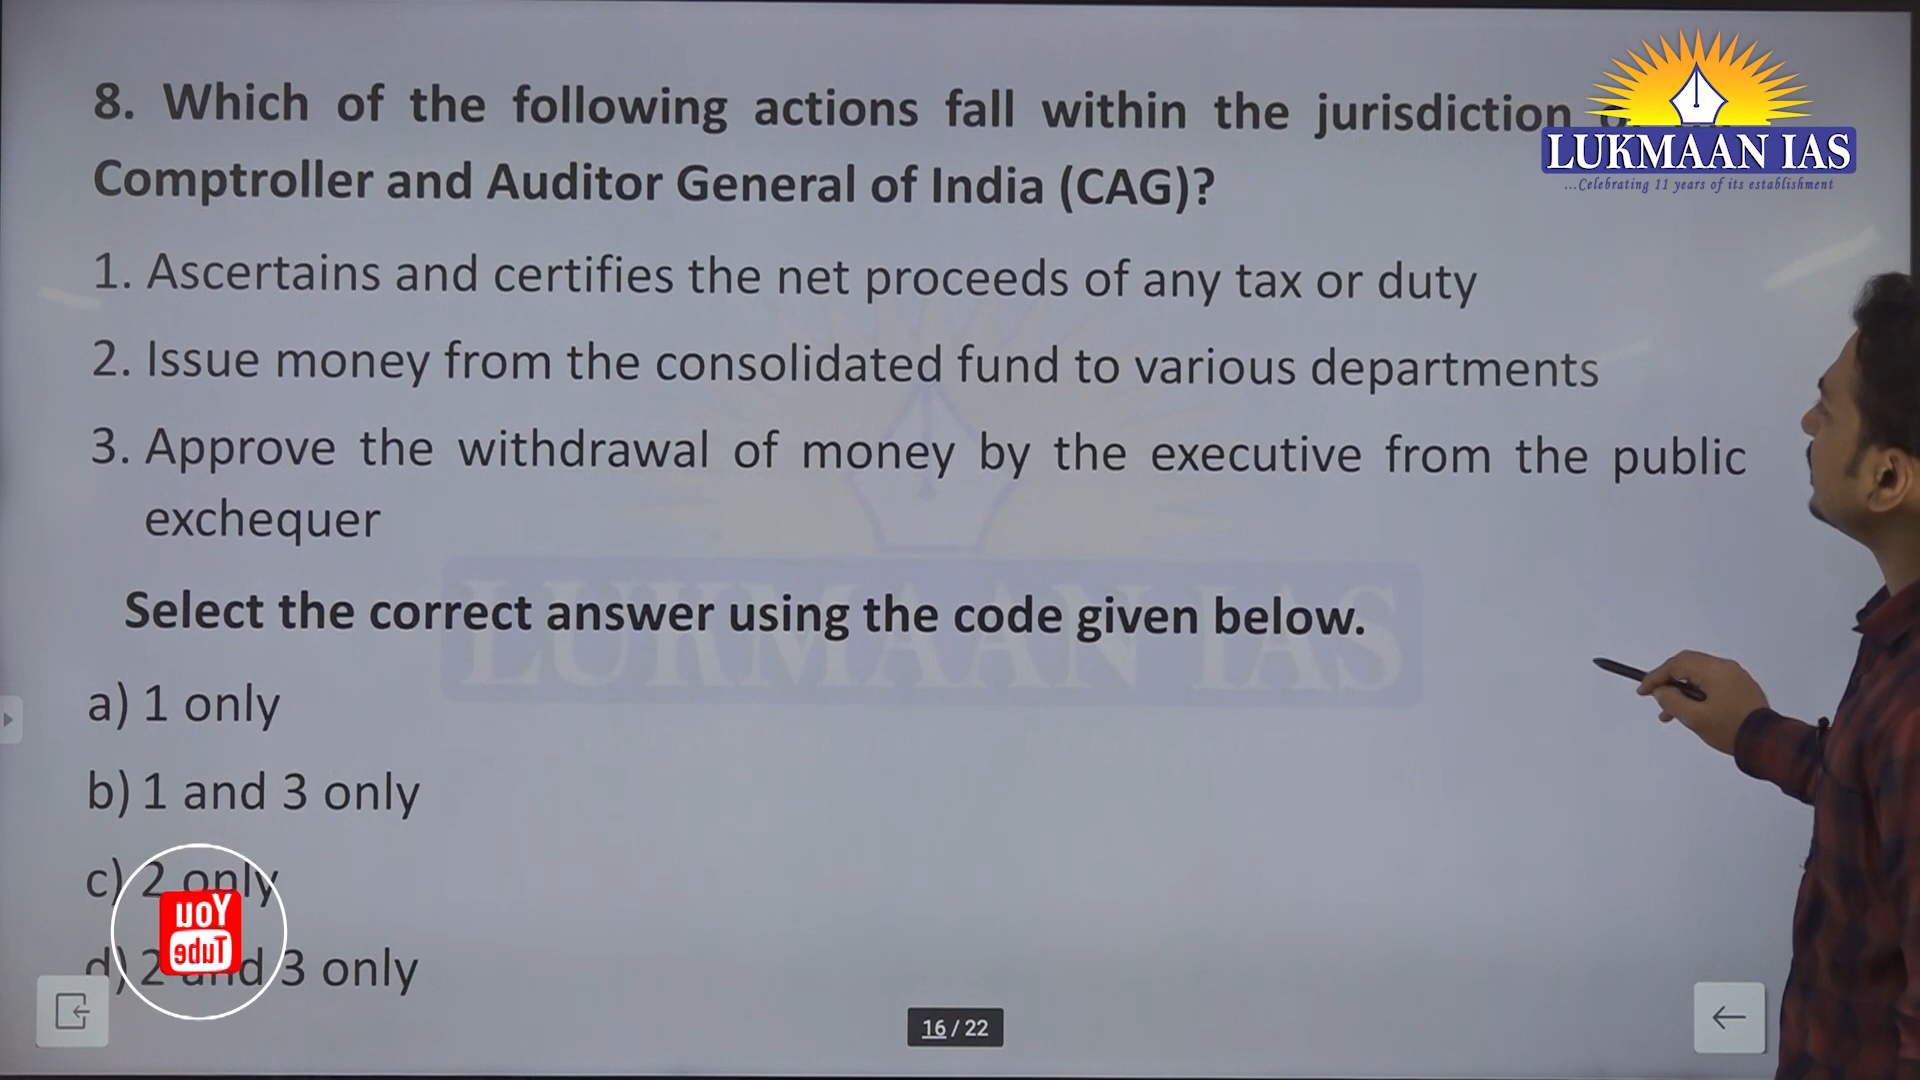 8. Which of the following actions fall within the jurisdiction
Comptroller and Auditor General of India (CAG)?
1. Ascertains and certifies the net proceeds of any tax or duty
2. Issue money from the consolidated fund to various departments
3. Approve the withdrawal of money by the executive from the public
exchequer
Select the correct answer using the code given below.
a) 1 only
b) 1 and 3 only
c) 2 only
d) 2 and 3 only
LUKMAAN IAS
...Celebrating 11 years of its establishment
LUKMAAN IAS
You
Tube
16 / 22